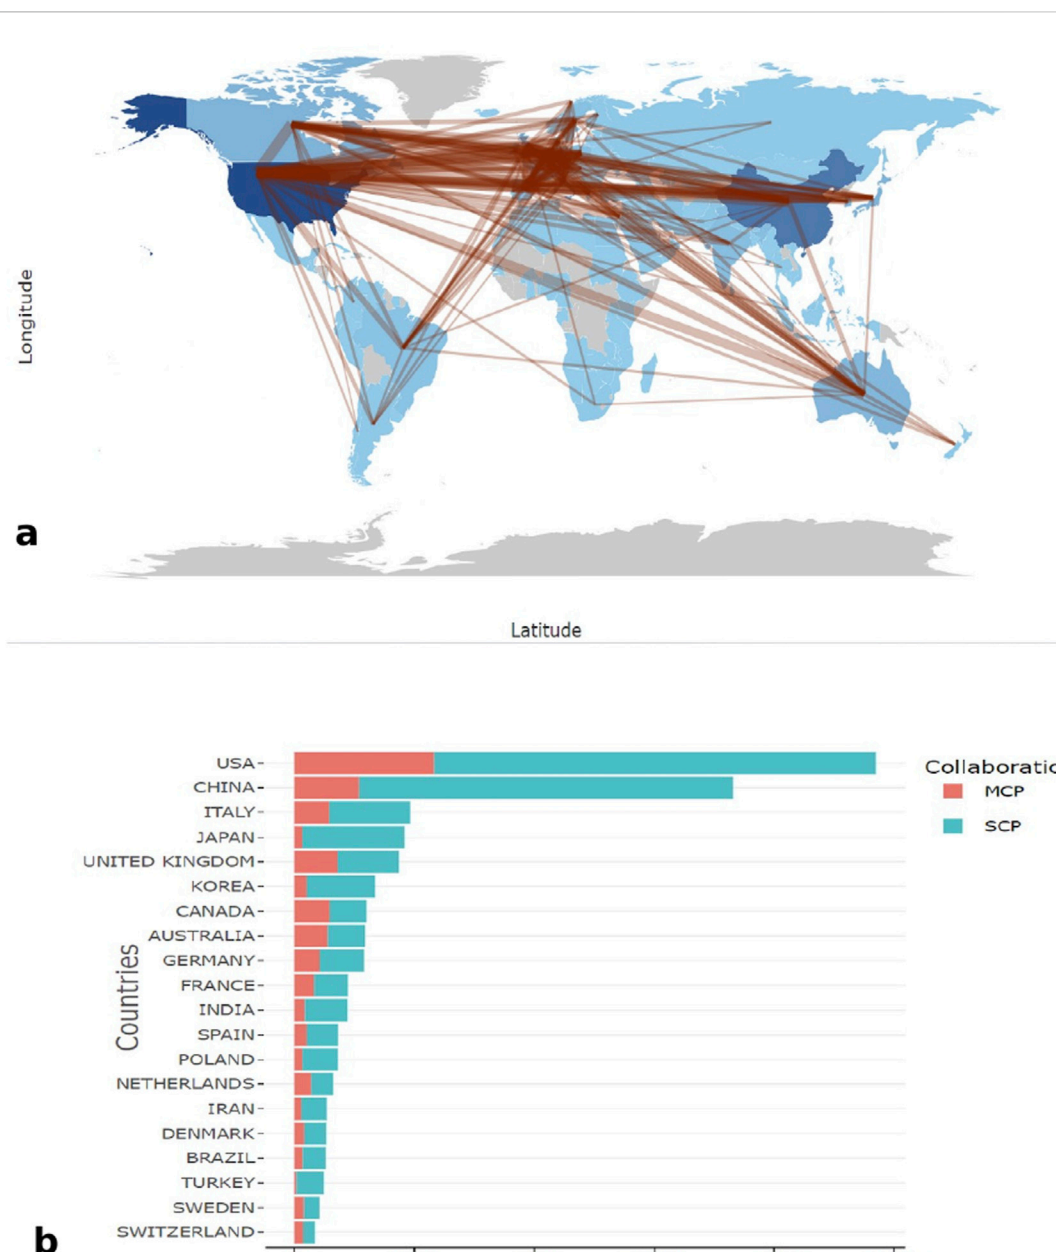 Longitude
a
Latitude
USA
CHINA
ITALY
JAPAN
UNITED KINGDOM
KOREA
CANADA
AUSTRALIA
GERMANY
FRANCE
INDIA
SPAIN
POLAND
NETHERLANDS
IRAN
DENMARK
BRAZIL
TURKEY
SWEDEN
SWITZERLAND
Countries
Collaboratio
MCP
SCP
b